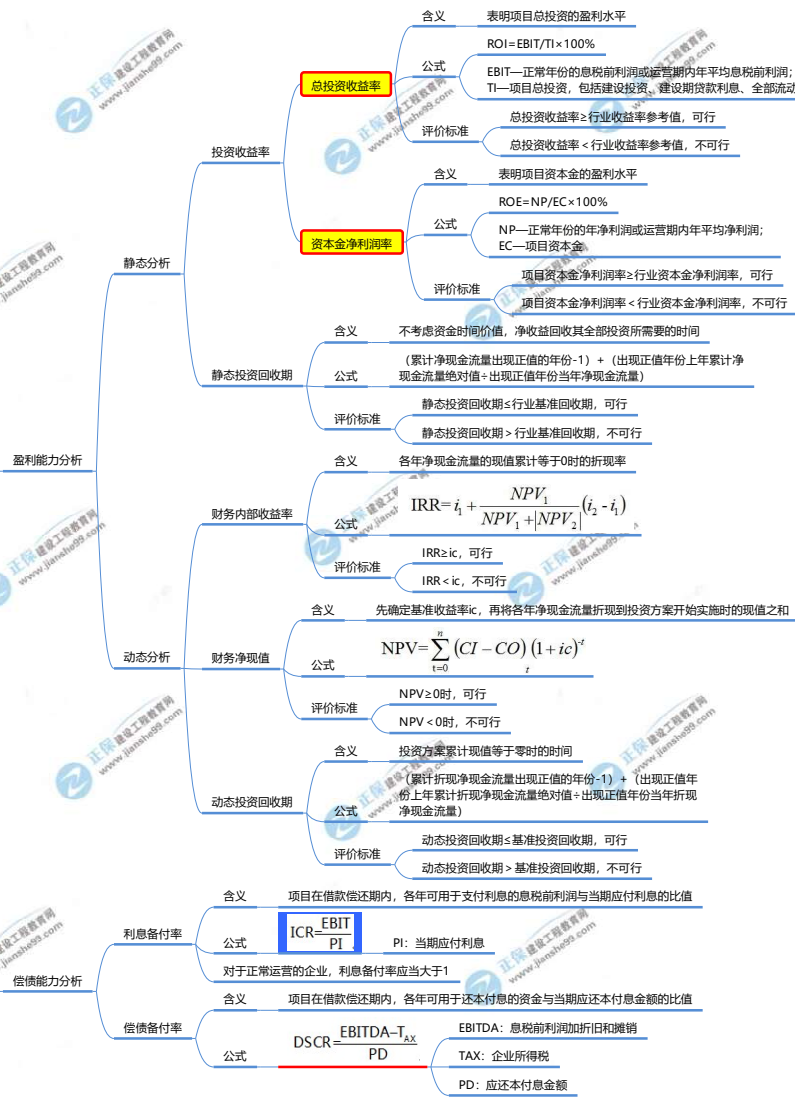 盈利能力分析
静态分析
投资收益率
总投资收益率
含义
表明项目总投资的盈利水平
公式
ROI=EBIT/TI×100%
EBIT—正常年份的息税前利润或运营期内年平均息税前利润；
TI—项目总投资，包括建设投资、建设期贷款利息、全部流动
评价标准
总投资收益率≥行业收益率参考值，可行
总投资收益率＜行业收益率参考值，不可行
资本金净利润率
含义
表明项目资本金的盈利水平
公式
ROE=NP/EC×100%
NP—正常年份的年净利润或运营期内年平均净利润；
EC—项目资本金
评价标准
项目资本金净利润率≥行业资本金净利润率，可行
项目资本金净利润率＜行业资本金净利润率，不可行
静态投资回收期
含义
不考虑资金时间价值，净收益回收其全部投资所需要的时间
公式
（累计净现金流量出现正值的年份-1）+（出现正值年份上年累计净
现金流量绝对值÷出现正值年份当年净现金流量）
评价标准
静态投资回收期≤行业基准回收期，可行
静态投资回收期＞行业基准回收期，不可行
动态分析
财务内部收益率
含义
各年净现金流量的现值累计等于0时的折现率
公式
IRR=i₁+NPV₁/(NPV₁+|NPV₂|)(i₂-i₁)
评价标准
IRR≥ic，可行
IRR＜ic，不可行
财务净现值
含义
先确定基准收益率ic，再将各年净现金流量折现到投资方案开始实施时的现值之和
公式
NPV=∑ⁿt=0(CI−CO)t(1+ic)^-t
评价标准
NPV≥0时，可行
NPV＜0时，不可行
动态投资回收期
含义
投资方案累计现值等于零时的时间
公式
（累计折现净现金流量出现正值的年份-1）+（出现正值年
份上年累计折现净现金流量绝对值÷出现正值年份当年折现
净现金流量）
评价标准
动态投资回收期≤基准投资回收期，可行
动态投资回收期＞基准投资回收期，不可行
偿债能力分析
利息备付率
含义
项目在借款偿还期内，各年可用于支付利息的息税前利润与当期应付利息的比值
公式
ICR=EBIT/PI
PI：当期应付利息
对于正常运营的企业，利息备付率应当大于1
偿债备付率
含义
项目在借款偿还期内，各年可用于还本付息的资金与当期应还本付息金额的比值
公式
DSCR=EBITDA−TAX/PD
EBITDA：息税前利润加折旧和摊销
TAX：企业所得税
PD：应还本付息金额
正保建设工程教育网
www.jianshe99.com